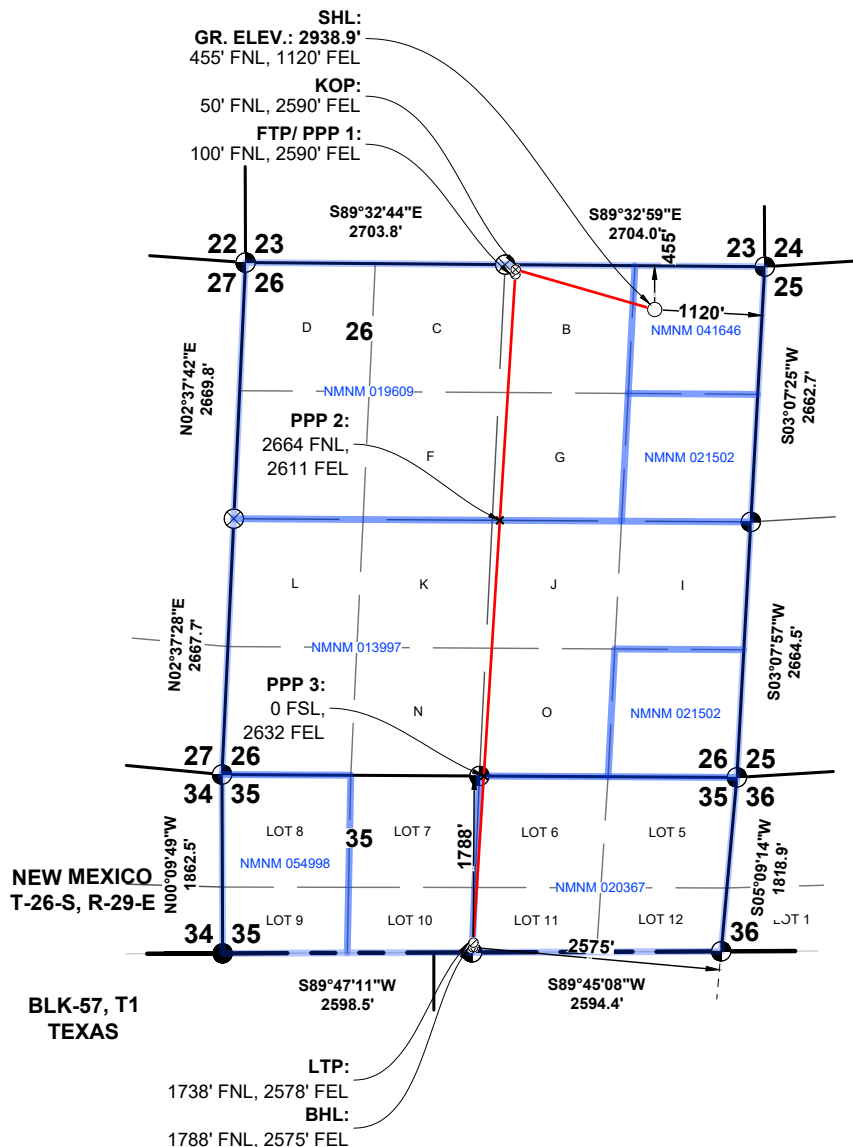 SHL:
GR. ELEV.: 2938.9'
455' FNL, 1120' FEL
KOP:
50' FNL, 2590' FEL
FTP/ PPP 1:
100' FNL, 2590' FEL
S89°32'44"E
2703.8'
S89°32'59"E
2704.0'
455'
22 23
27 26
23 24
25
1120'
D
26
C
B
NMNM 041646
N02°37'42"E
2669.8'
S03°07'25"W
2662.7'
NMNM 019609
PPP 2:
2664 FNL,
2611 FEL
F
G
NMNM 021502
L
K
J
I
N02°37'28"E
2667.7'
S03°07'57"W
2664.5'
NMNM 013997
PPP 3:
0 FSL,
2632 FEL
N
O
NMNM 021502
27 26
34 35
26 25
35 36
LOT 8
35
LOT 7
1788'
LOT 6
LOT 5
N00°09'49"W
1862.5'
S05°09'14"W
1818.9'
NEW MEXICO
T-26-S, R-29-E
NMNM 054998
NMNM 020367
LOT 9
LOT 10
LOT 11
LOT 12
LOT 1
34 35
36
2575'
S89°47'11"W
2598.5'
S89°45'08"W
2594.4'
BLK-57, T1
TEXAS
LTP:
1738' FNL, 2578' FEL
BHL:
1788' FNL, 2575' FEL